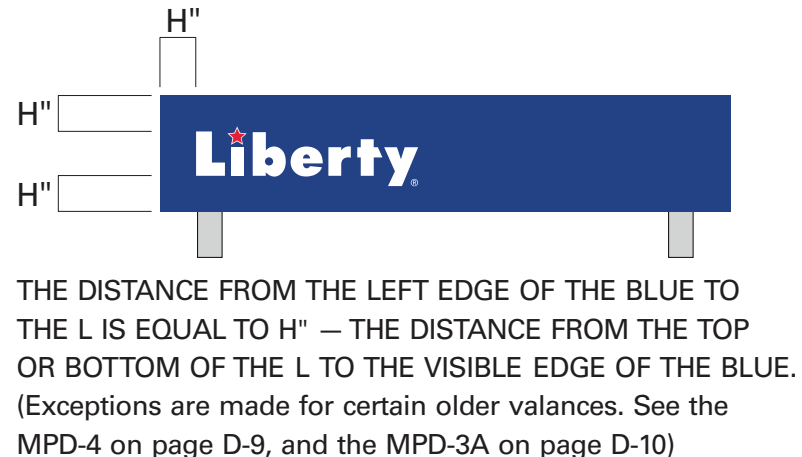 H"
H"
Liberty®
H"
THE DISTANCE FROM THE LEFT EDGE OF THE BLUE TO
THE L IS EQUAL TO H" — THE DISTANCE FROM THE TOP
OR BOTTOM OF THE L TO THE VISIBLE EDGE OF THE BLUE.
(Exceptions are made for certain older valances. See the
MPD-4 on page D-9, and the MPD-3A on page D-10)